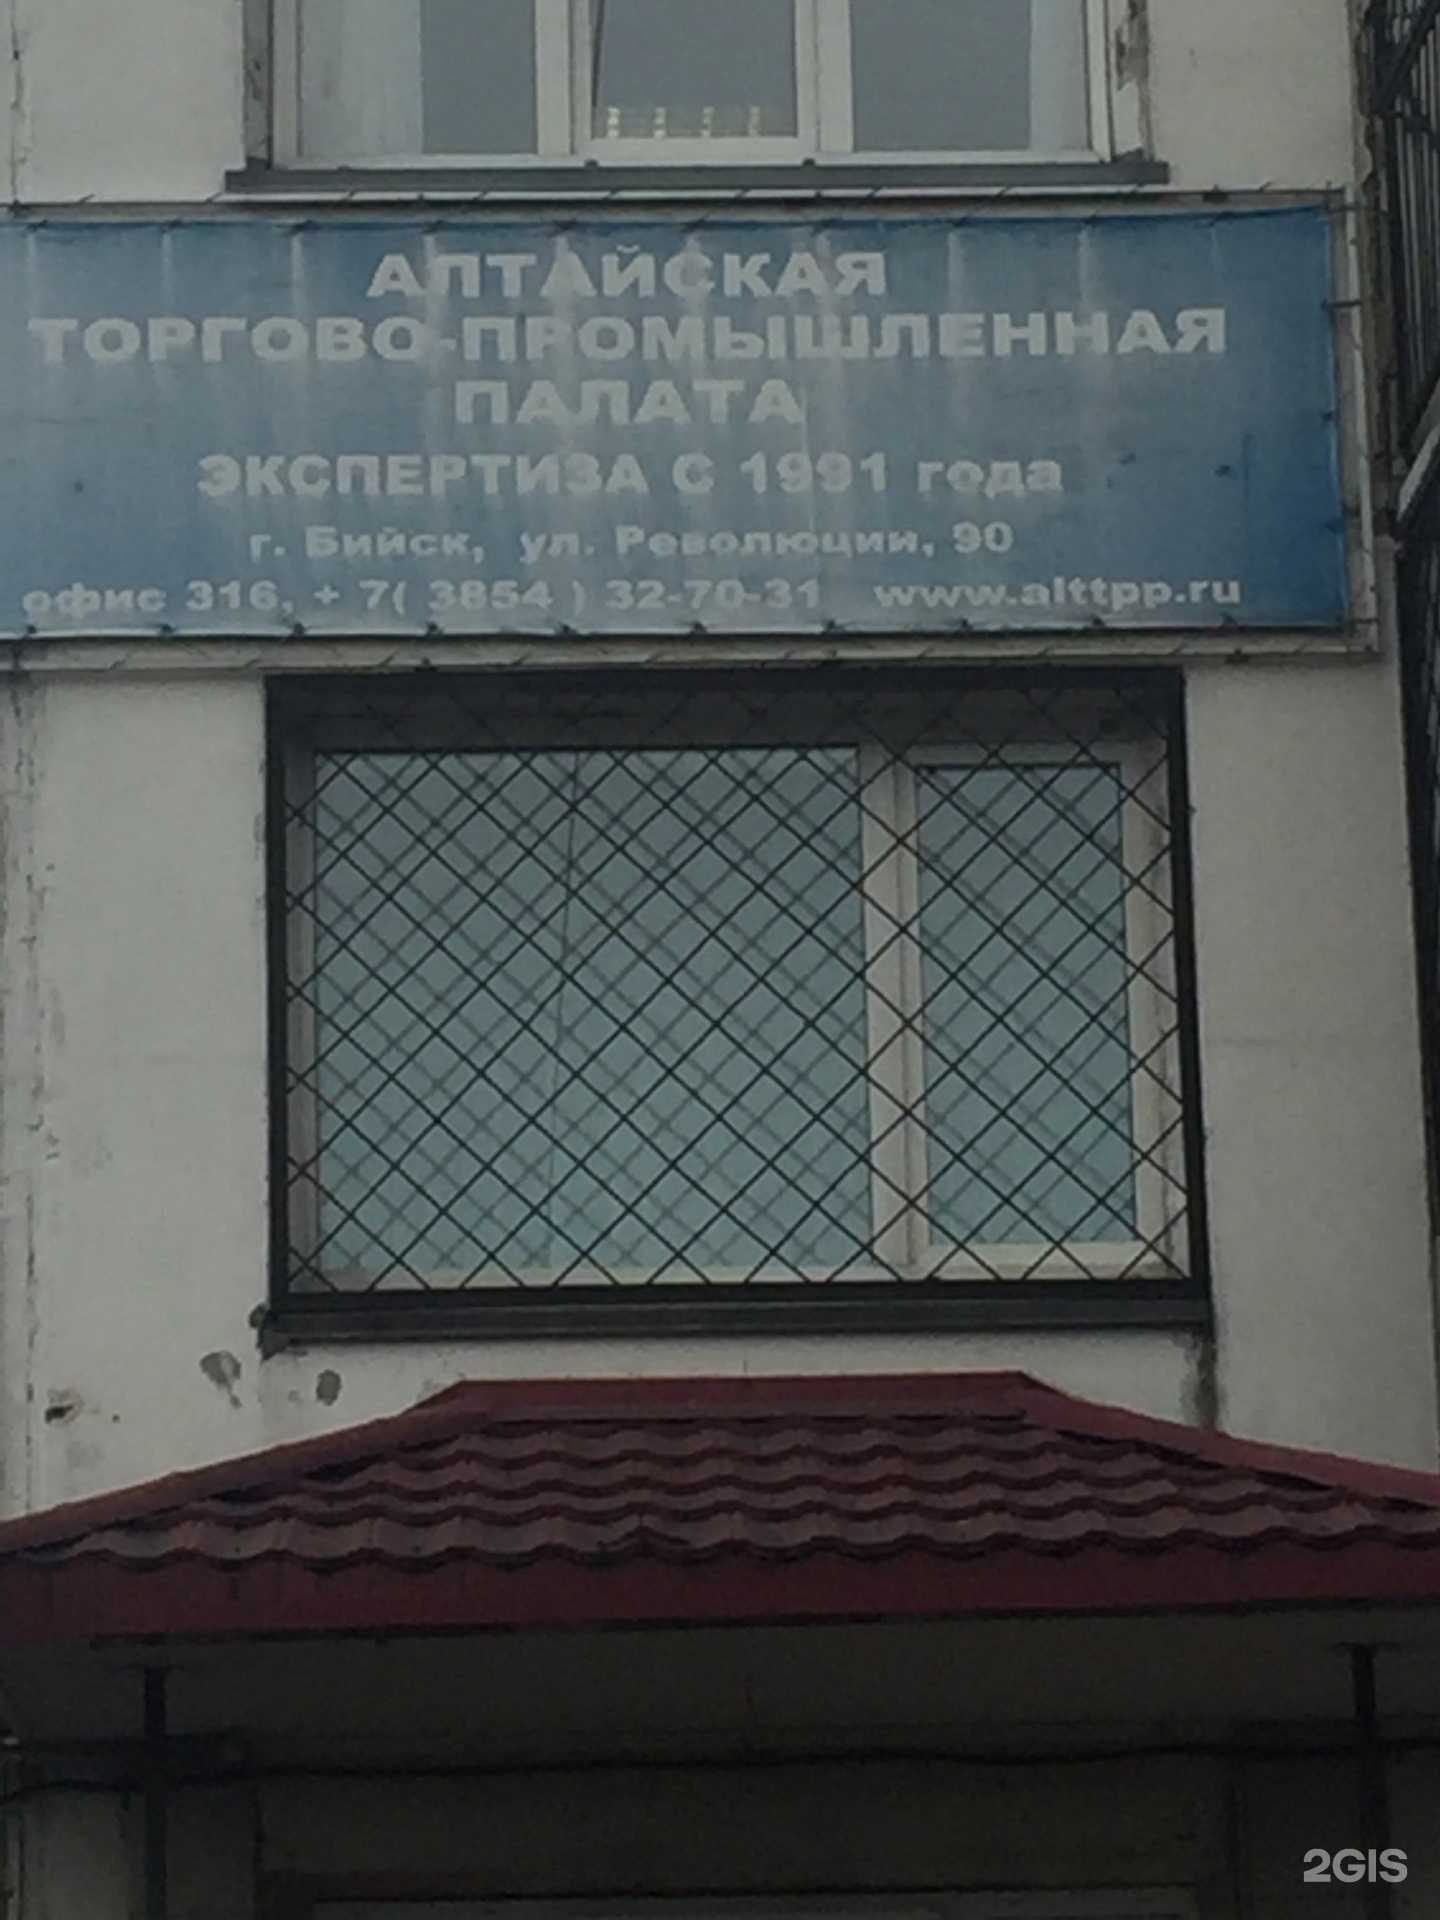 АЛТАЙСКАЯ
ТОРГОВО-ПРОМЫШЛЕННАЯ
ПАЛАТА
ЭКСПЕРТИЗА С 1991 года
г. Бийск, ул. Революции, 90
офис 316, + 7( 3854 ) 32-70-31 www.alttpp.ru
2GIS